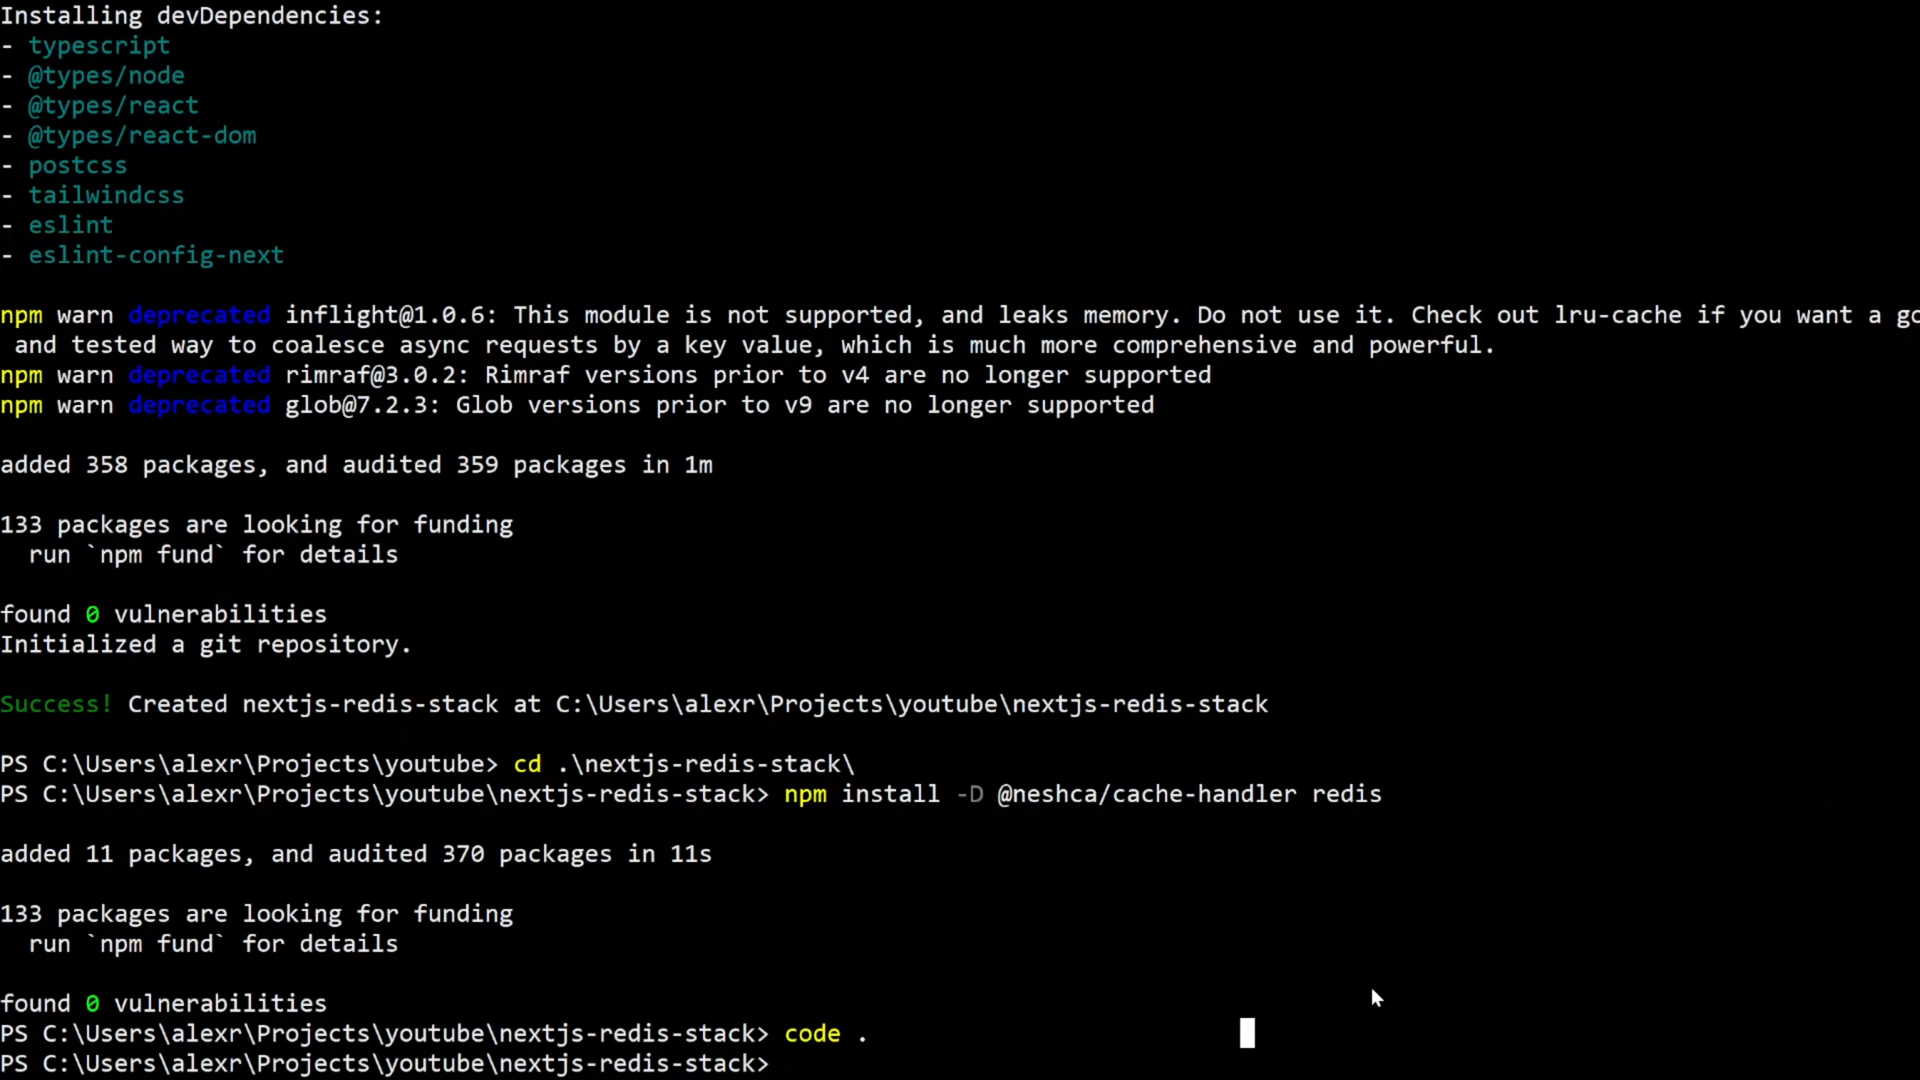 Installing devDependencies:
- typescript
- @types/node
- @types/react
- @types/react-dom
- postcss
- tailwindcss
- eslint
- eslint-config-next
npm warn deprecated inflight@1.0.6: This module is not supported, and leaks memory. Do not use it. Check out lru-cache if you want a go
and tested way to coalesce async requests by a key value, which is much more comprehensive and powerful.
npm warn deprecated rimraf@3.0.2: Rimraf versions prior to v4 are no longer supported
npm warn deprecated glob@7.2.3: Glob versions prior to v9 are no longer supported
added 358 packages, and audited 359 packages in 1m
133 packages are looking for funding
run `npm fund` for details
found 0 vulnerabilities
Initialized a git repository.
Success! Created nextjs-redis-stack at C:\Users\alexr\Projects\youtube\nextjs-redis-stack
PS C:\Users\alexr\Projects\youtube> cd .\nextjs-redis-stack\
PS C:\Users\alexr\Projects\youtube\nextjs-redis-stack> npm install -D @neshca/cache-handler redis
added 11 packages, and audited 370 packages in 11s
133 packages are looking for funding
run `npm fund` for details
found 0 vulnerabilities
PS C:\Users\alexr\Projects\youtube\nextjs-redis-stack> code .
PS C:\Users\alexr\Projects\youtube\nextjs-redis-stack>